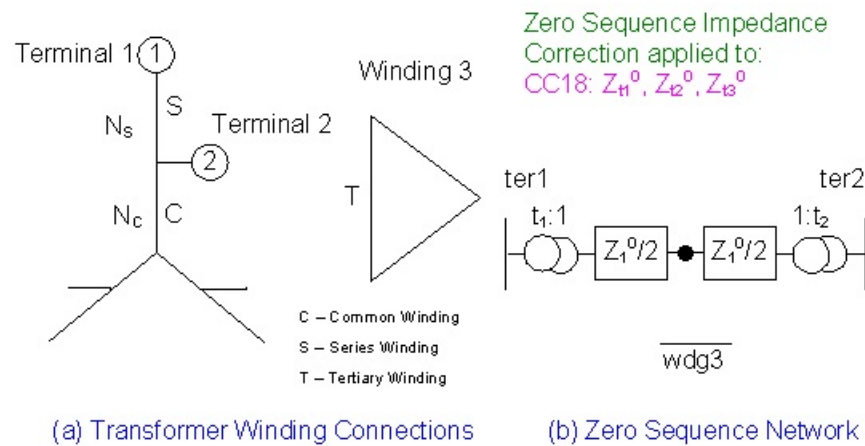 Zero Sequence Impedance
Correction applied to:
CC18: Zt1⁰, Zt2⁰, Zt3⁰
Terminal 1
1
Winding 3
S
Ns
Terminal 2
2
T
Nc
C
C – Common Winding
S – Series Winding
T – Tertiary Winding
(a) Transformer Winding Connections
ter1
ter2
t₁:1
1:t₂
Z₁⁰/2
Z₁⁰/2
wdg3
(b) Zero Sequence Network